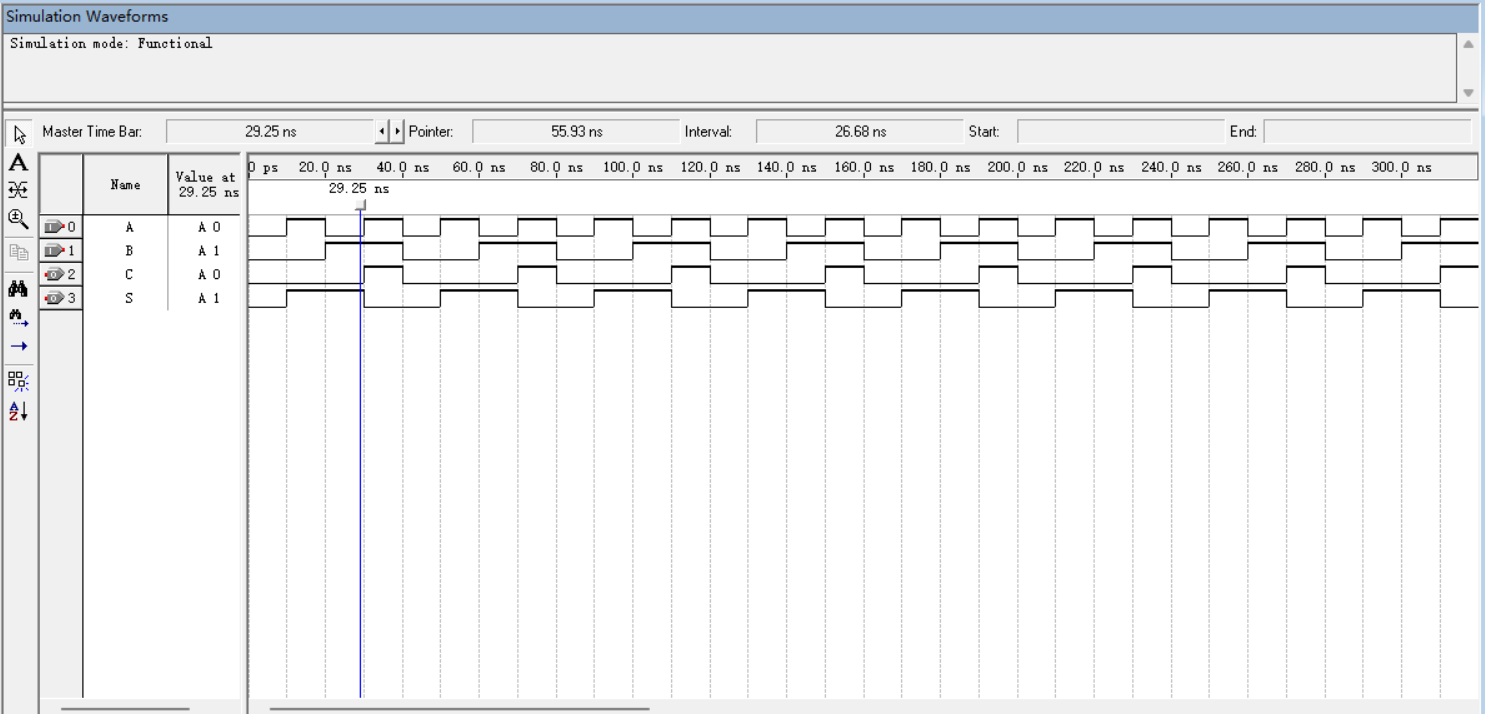 Simulation Waveforms
Simulation mode: Functional
Master Time Bar: 29.25 ns Pointer: 55.93 ns Interval: 26.68 ns Start: End:
Name Value at 29.25 ns
0 ps 20.0 ns 40.0 ns 60.0 ns 80.0 ns 100.0 ns 120.0 ns 140.0 ns 160.0 ns 180.0 ns 200.0 ns 220.0 ns 240.0 ns 260.0 ns 280.0 ns 300.0 ns
29.25 ns
0 A A 0
1 B A 1
2 C A 0
3 S A 1